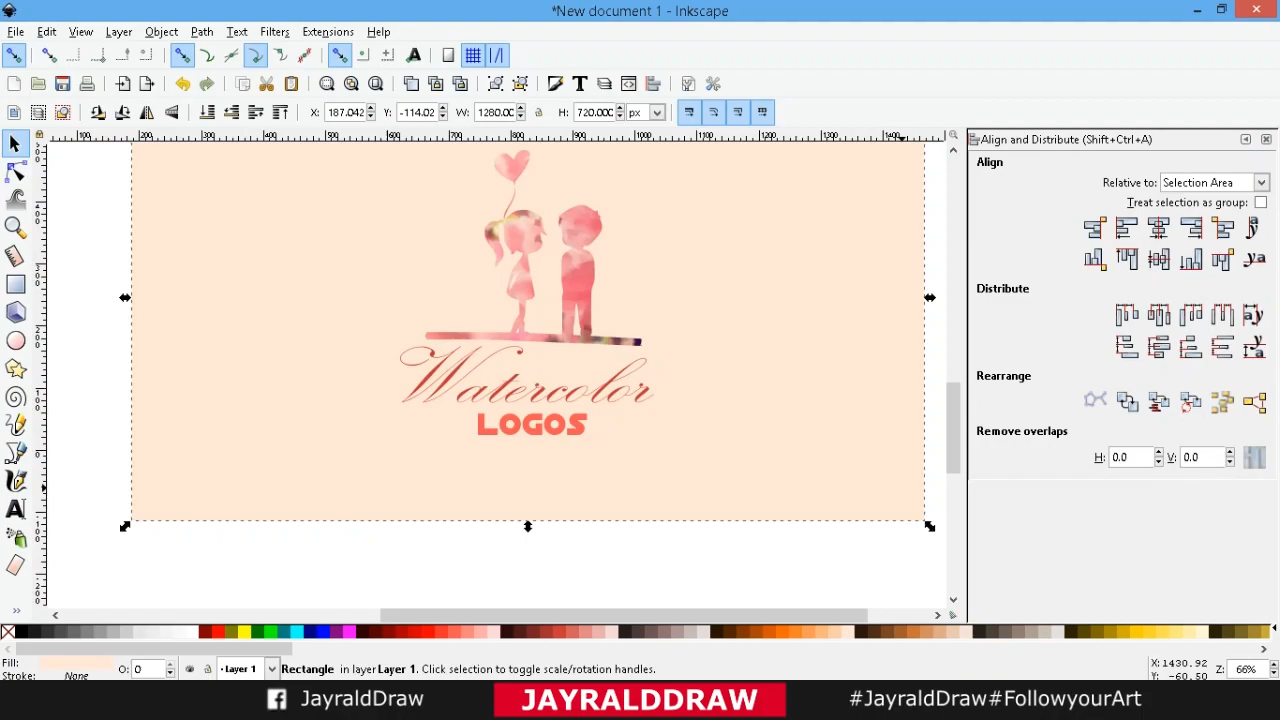 *New document 1 - Inkscape
File Edit View Layer Object Path Text Filters Extensions Help
X: 187.042 Y: -114.02 W: 1280.00 H: 720.000 px
Align and Distribute (Shift+Ctrl+A)
Align
Relative to: Selection Area
Treat selection as group:
Distribute
Rearrange
Remove overlaps
H: 0.0 V: 0.0
Watercolor
LOGOS
Fill:
Stroke: None
O: 0
Layer 1
Rectangle in layer Layer 1. Click selection to toggle scale/rotation handles.
X: 1430.92
Y: -60.50
Z: 66%
JayraldDraw
JAYRALDDRAW
#JayraldDraw#FollowyourArt